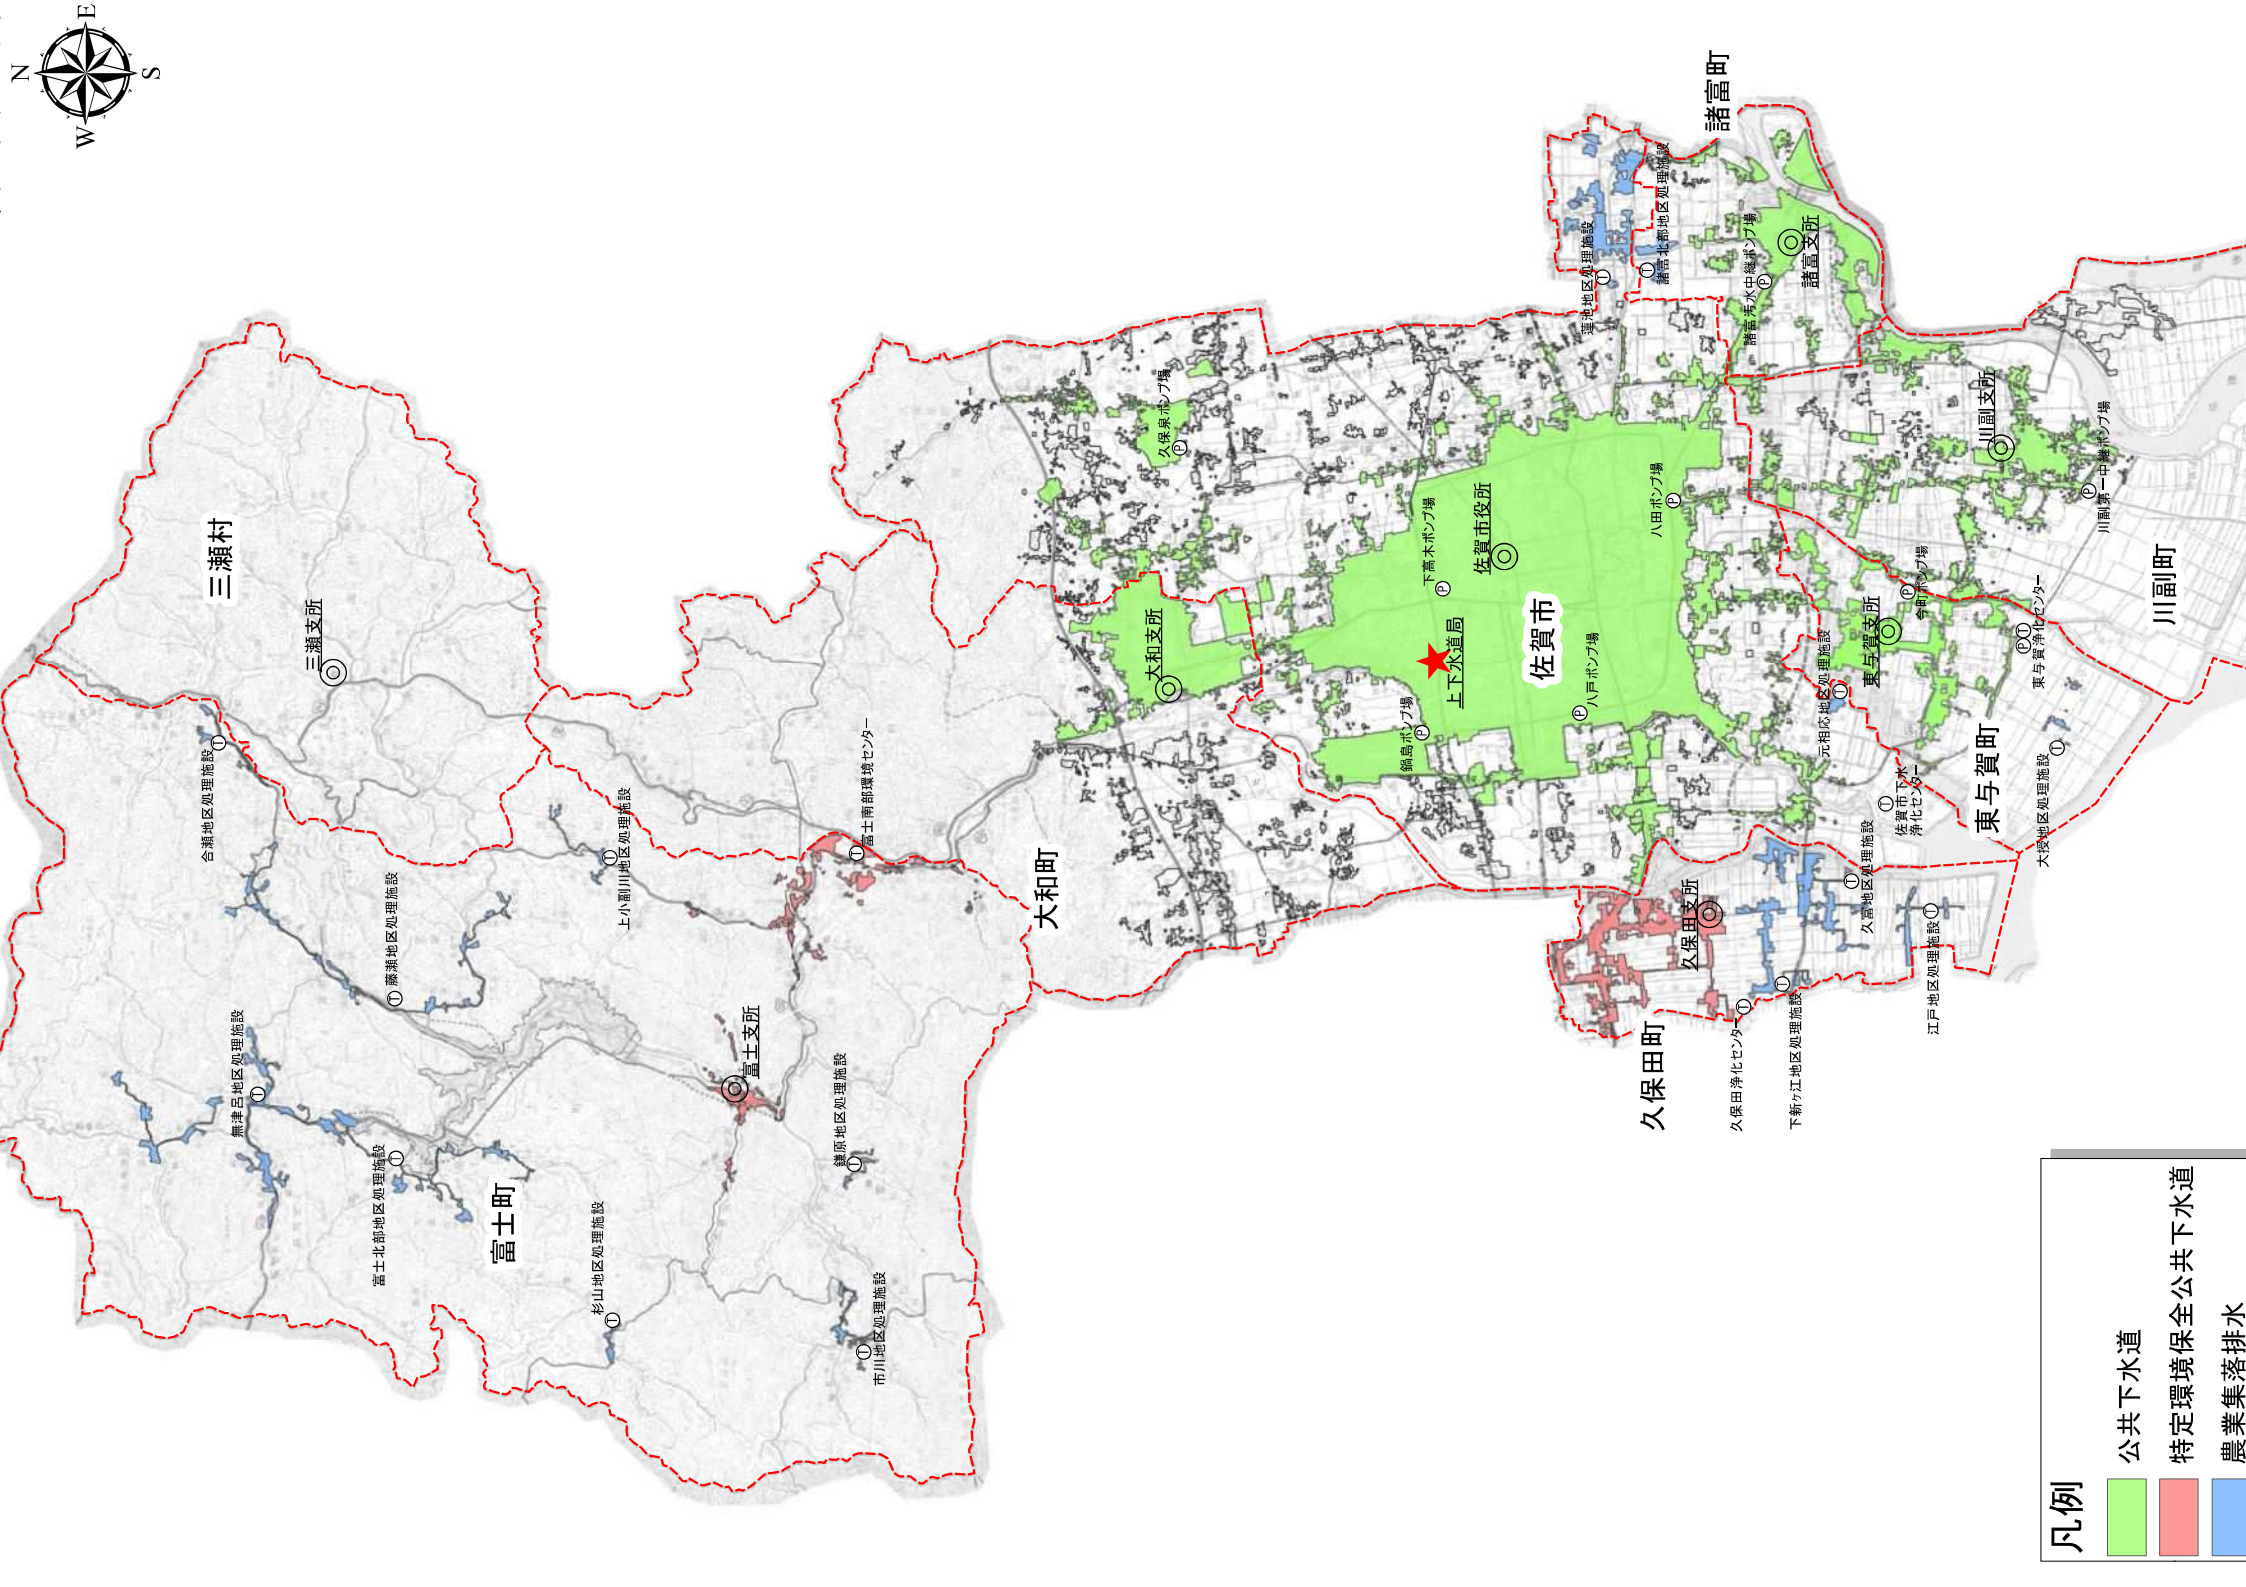 N
E
S
W
三瀬村
三瀬支所
合瀬地区処理施設
藤瀬地区処理施設
上小副川地区処理施設
富士南部環境センター
無津呂地区処理施設
富士北部地区処理施設
富士町
富士支所
鎌原地区処理施設
杉山地区処理施設
市川地区処理施設
大和町
大和支所
久保泉ポンプ場
下高木ポンプ場
佐賀市役所
上下水道局
鍋島ポンプ場
佐賀市
八戸ポンプ場
八田ポンプ場
蓮池地区処理施設
諸富北部地区処理施設
諸富町
諸富汚水中継ポンプ場
諸富支所
川副支所
川副第一中継ポンプ場
川副町
今町ポンプ場
東与賀支所
元相応地区処理施設
東与賀浄化センター
東与賀町
大授地区処理施設
佐賀市下水
浄化センター
久保田支所
久富地区処理施設
江戸地区処理施設
久保田町
久保田浄化センター
下新ヶ江地区処理施設
凡例
公共下水道
特定環境保全公共下水道
農業集落排水